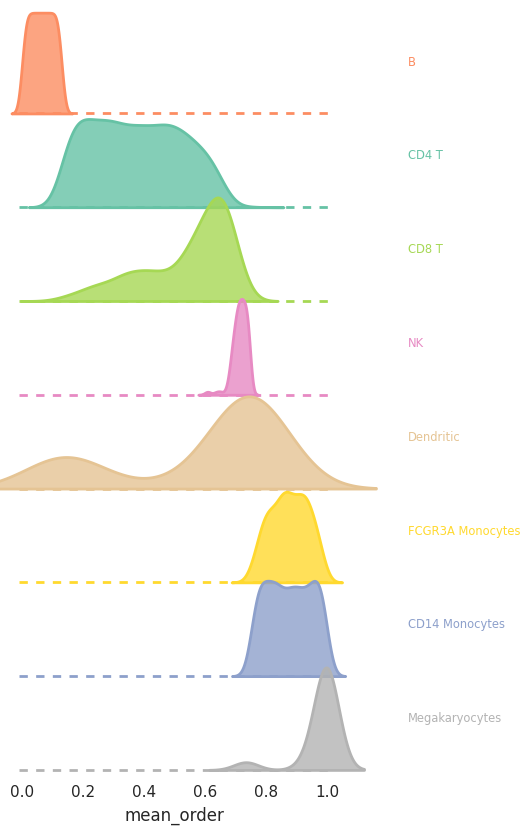 B
CD4 T
CD8 T
NK
Dendritic
FCGR3A Monocytes
CD14 Monocytes
Megakaryocytes
0.0 0.2 0.4 0.6 0.8 1.0
mean_order